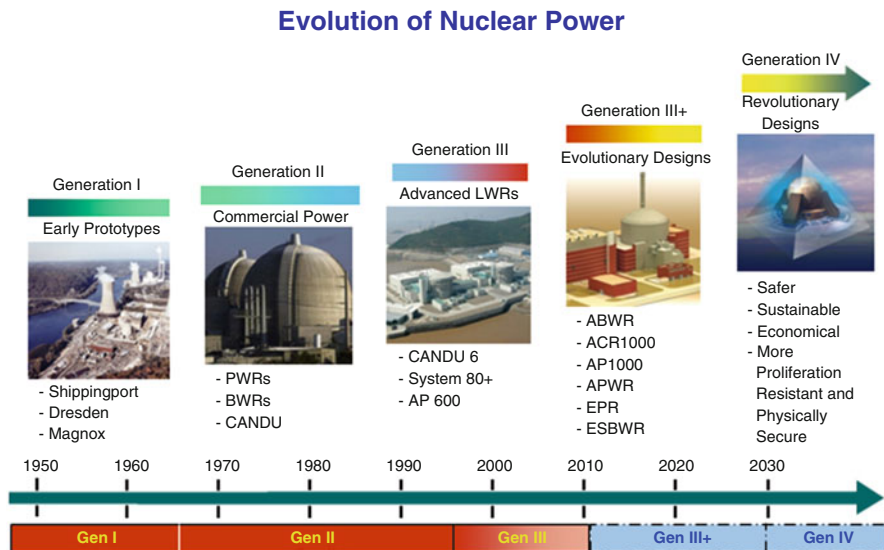 Evolution of Nuclear Power
Generation I
Early Prototypes
- Shippingport
- Dresden
- Magnox
Generation II
Commercial Power
- PWRs
- BWRs
- CANDU
Generation III
Advanced LWRs
- CANDU 6
- System 80+
- AP 600
Generation III+
Evolutionary Designs
- ABWR
- ACR1000
- AP1000
- APWR
- EPR
- ESBWR
Generation IV
Revolutionary
Designs
- Safer
- Sustainable
- Economical
- More
Proliferation
Resistant and
Physically
Secure
1950 1960 1970 1980 1990 2000 2010 2020 2030
Gen I Gen II Gen III Gen III+ Gen IV